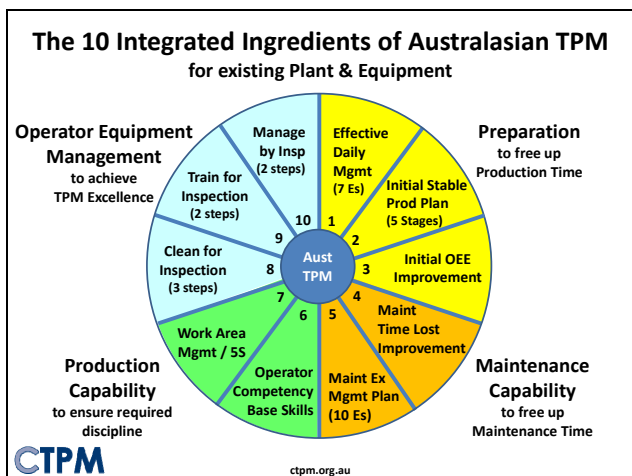 The 10 Integrated Ingredients of Australasian TPM
for existing Plant & Equipment
Operator Equipment
Management
to achieve
TPM Excellence
Preparation
to free up
Production Time
Effective
Daily
Mgmt
(7 Es)
1
Initial Stable
Prod Plan
(5 Stages)
2
Initial OEE
Improvement
3
Maint
Time Lost
Improvement
4
Maint Ex
Mgmt Plan
(10 Es)
5
Operator
Competency
Base Skills
6
Work Area
Mgmt / 5S
7
Clean for
Inspection
(3 steps)
8
Train for
Inspection
(2 steps)
9
Manage
by Insp
(2 steps)
10
Aust
TPM
Production
Capability
to ensure required
discipline
Maintenance
Capability
to free up
Maintenance Time
CTPM
ctpm.org.au